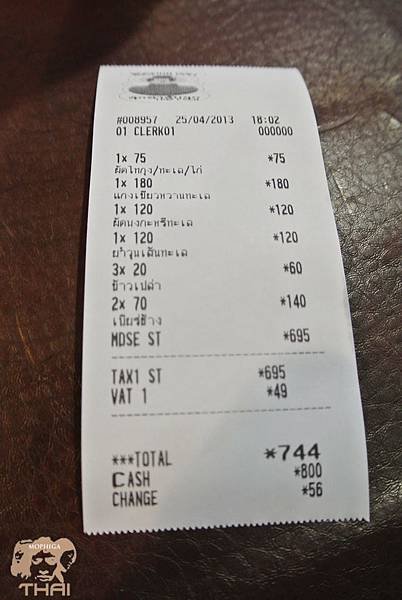 #008957 25/04/2013 18:02
01 CLERK01 000000
1x 75 *75
ผัดไทกุ้ง/ทะเล/ไก่
1x 180 *180
แกงเขียวหวานทะเล
1x 120 *120
ผัดผงกะหรี่ทะเล
1x 120 *120
ยำวุ้นเส้นทะเล
3x 20 *60
ข้าวเปล่า
2x 70 *140
เบียร์ช้าง
MDSE ST *695
TAX1 ST *695
VAT 1 *49
***TOTAL *744
CASH *800
CHANGE *56
MOPHIGA
THAI